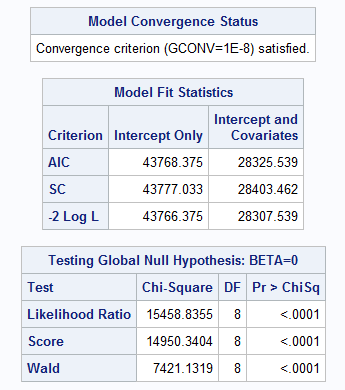 Model Convergence Status
Convergence criterion (GCONV=1E-8) satisfied.
Model Fit Statistics
Criterion Intercept Only Intercept and Covariates
AIC 43768.375 28325.539
SC 43777.033 28403.462
-2 Log L 43766.375 28307.539
Testing Global Null Hypothesis: BETA=0
Test Chi-Square DF Pr > ChiSq
Likelihood Ratio 15458.8355 8 <.0001
Score 14950.3404 8 <.0001
Wald 7421.1319 8 <.0001